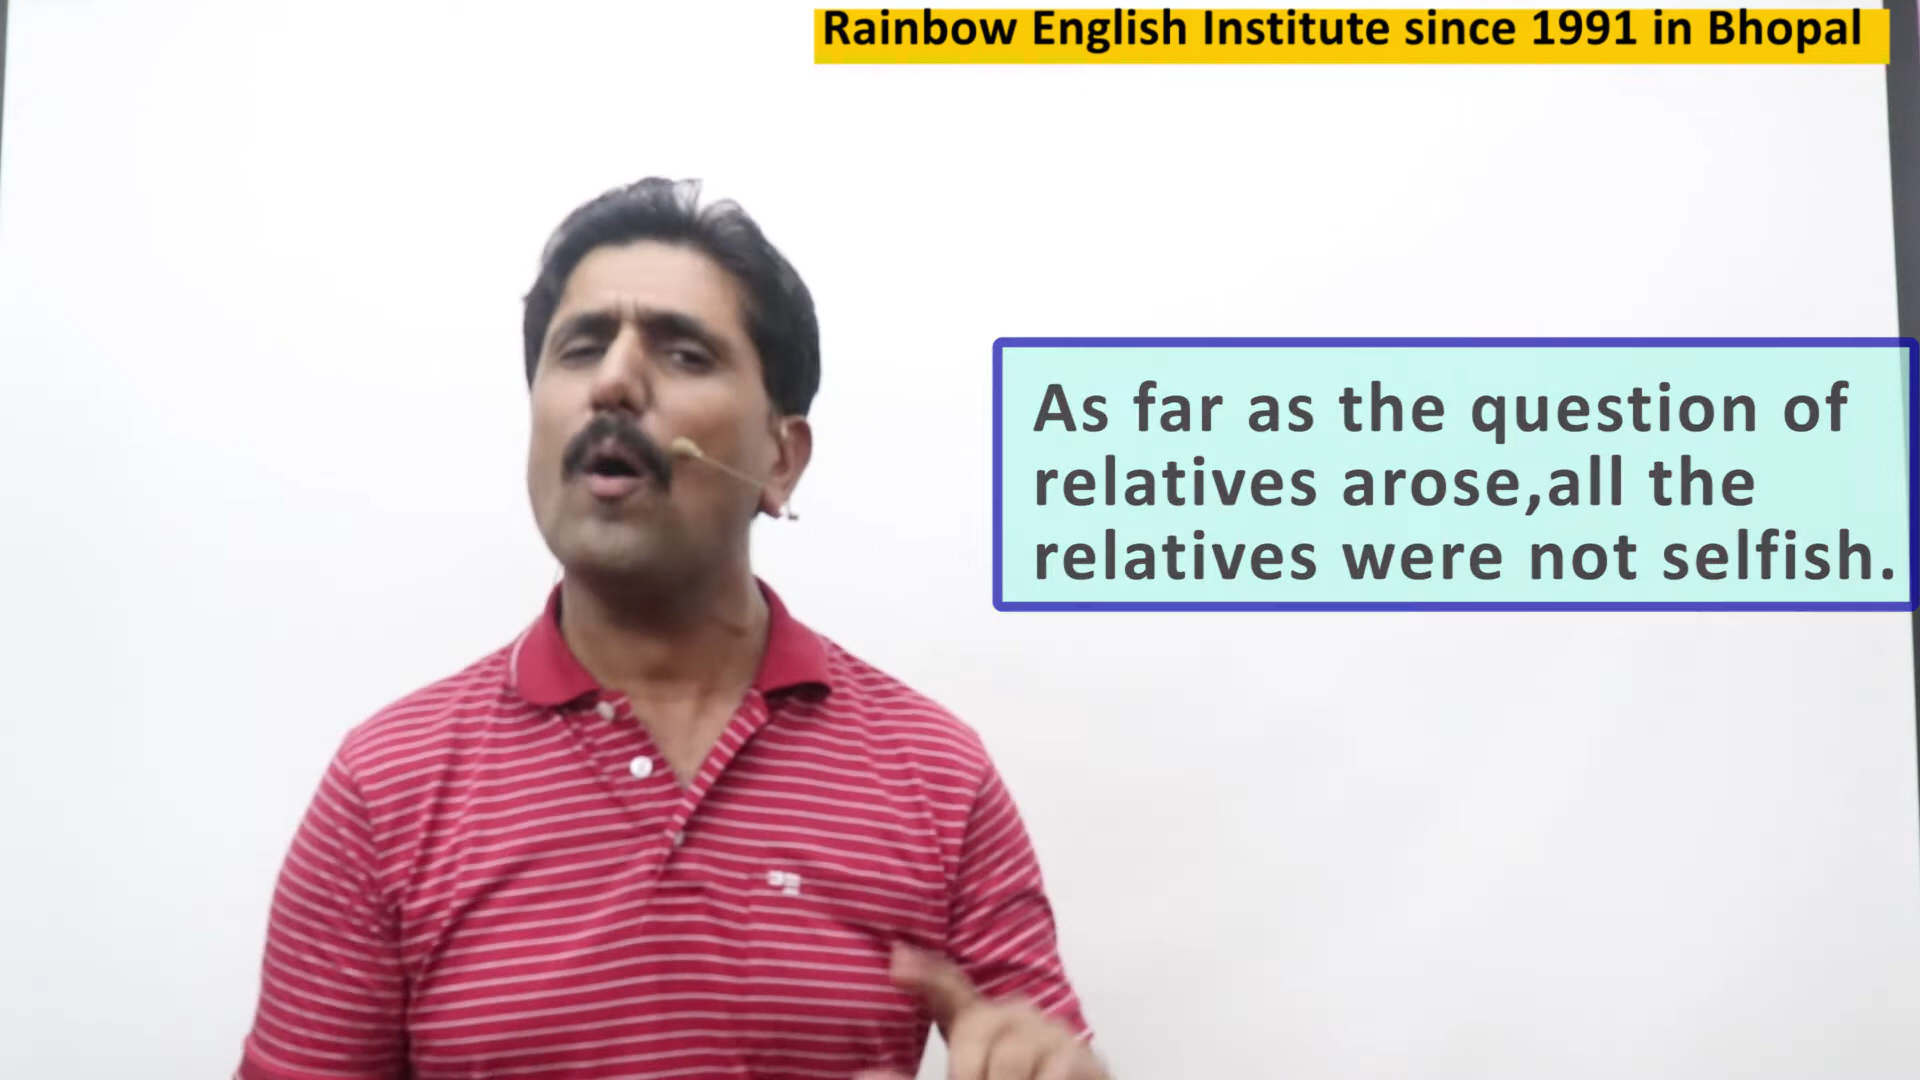 Rainbow English Institute since 1991 in Bhopal
As far as the question of
relatives arose,all the
relatives were not selfish.